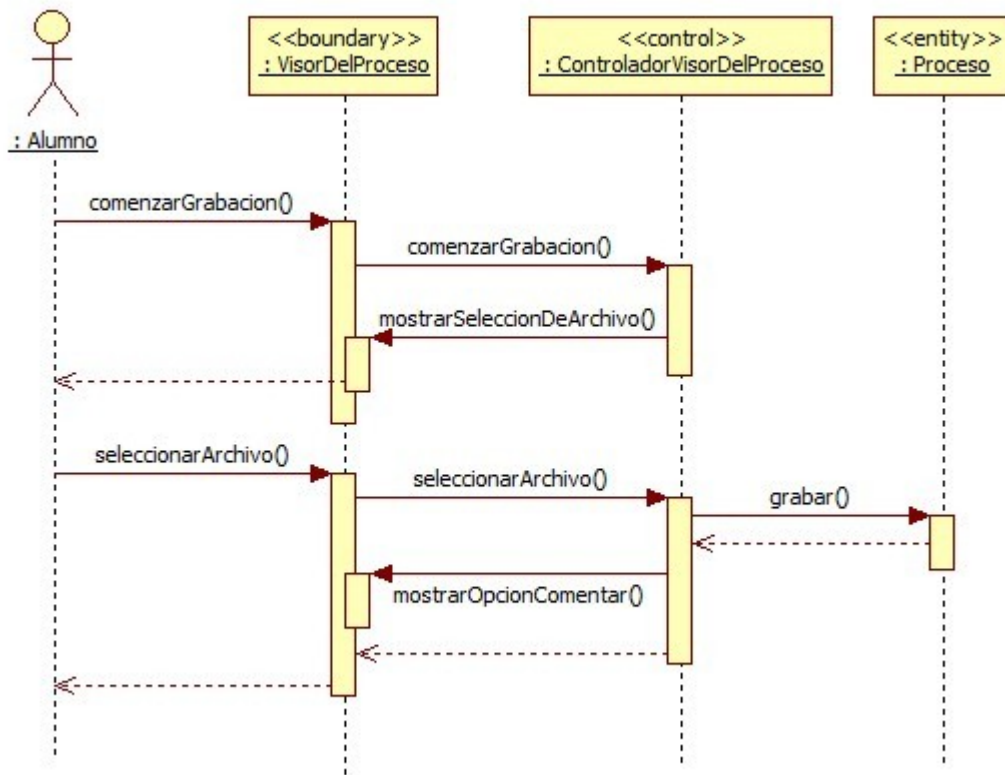 <<boundary>>
: VisorDelProceso
<<control>>
: ControladorVisorDelProceso
<<entity>>
: Proceso
: Alumno
comenzarGrabacion()
comenzarGrabacion()
mostrarSeleccionDeArchivo()
seleccionarArchivo()
seleccionarArchivo()
grabar()
mostrarOpcionComentar()